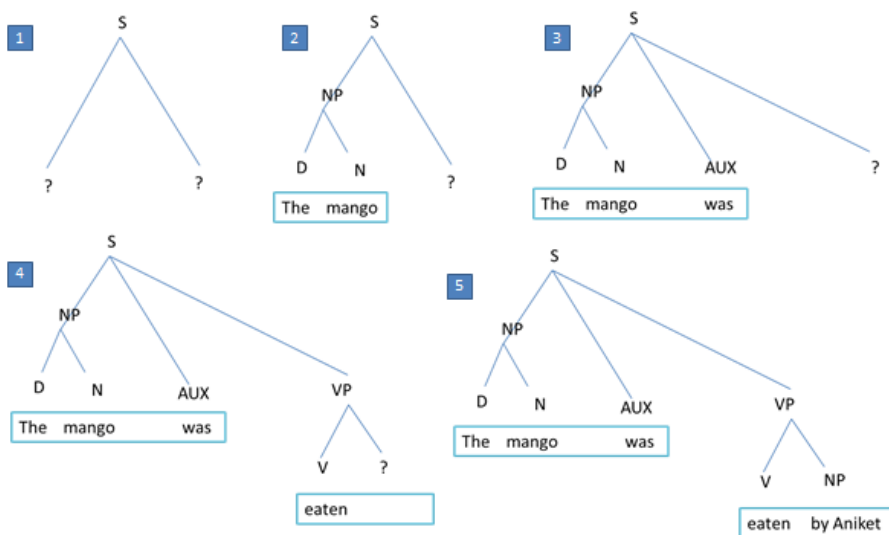 1
S
?
?
2
S
NP
D
N
?
The mango
3
S
NP
D
N
AUX
?
The mango was
4
S
NP
D
N
AUX
VP
The mango was
V
?
eaten
5
S
NP
D
N
AUX
VP
The mango was
V
NP
eaten by Aniket